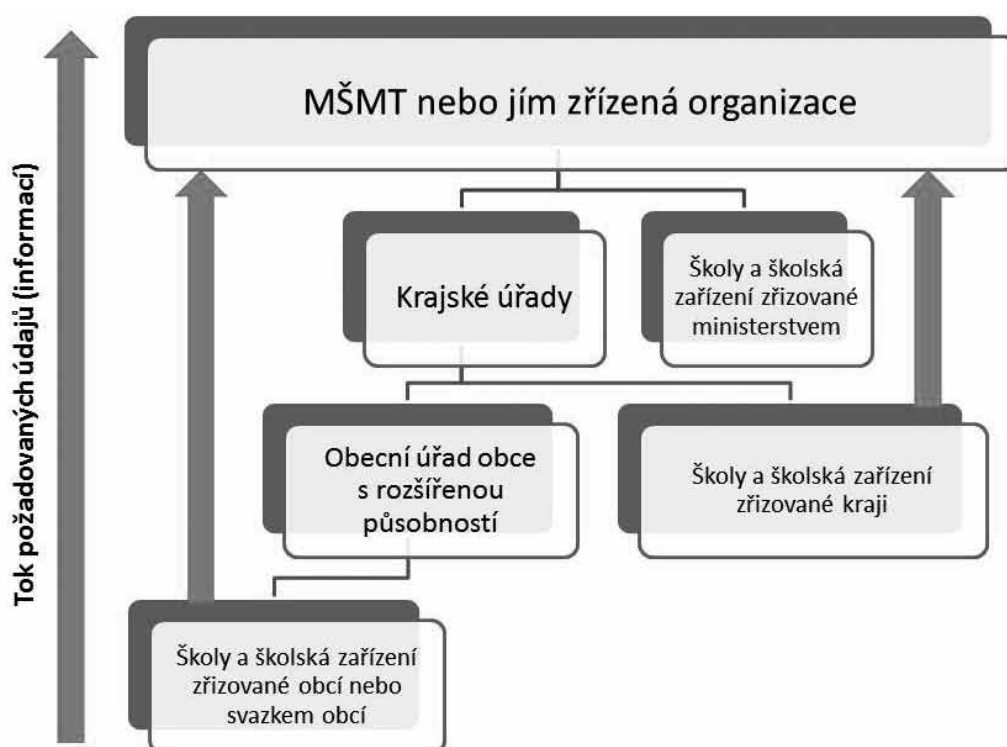 MŠMT nebo jím zřízená organizace
Tok požadovaných údajů (informací)
Krajské úřady
Školy a školská
zařízení zřizované
ministerstvem
Obecní úřad obce
s rozšířenou
působností
Školy a školská zařízení
zřizované kraji
Školy a školská zařízení
zřizované obcí nebo
svazkem obcí